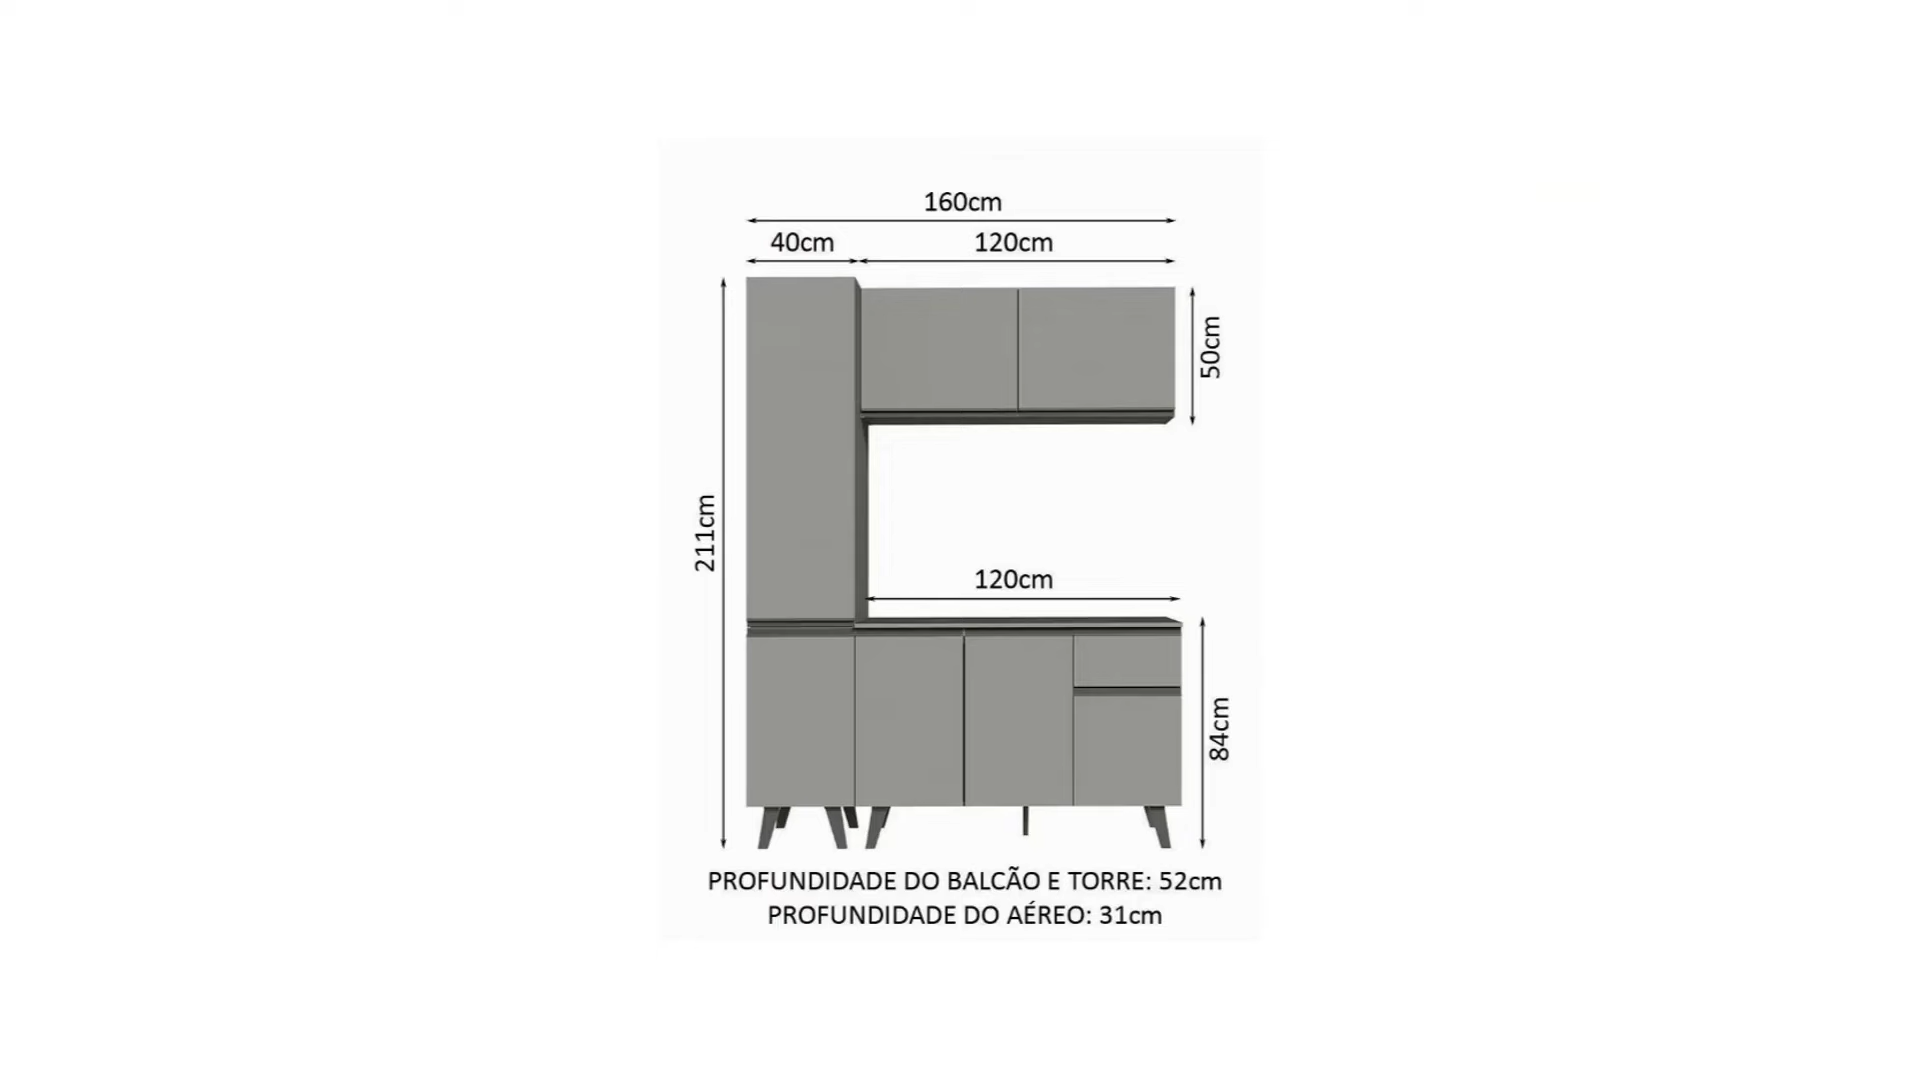 160cm
40cm
120cm
50cm
211cm
120cm
84cm
PROFUNDIDADE DO BALCÃO E TORRE: 52cm
PROFUNDIDADE DO AÉREO: 31cm